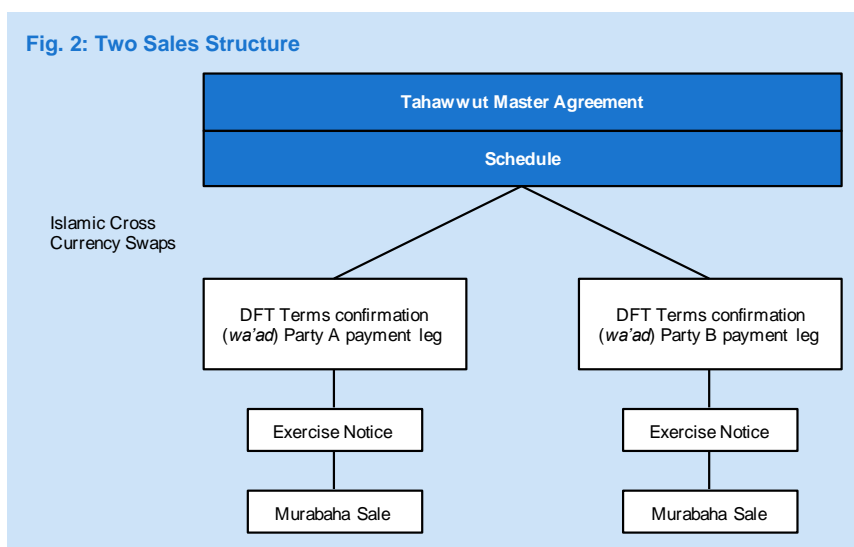 Fig. 2: Two Sales Structure
Tahawwut Master Agreement
Schedule
Islamic Cross
Currency Swaps
DFT Terms confirmation
(wa'ad) Party A payment leg
DFT Terms confirmation
(wa'ad) Party B payment leg
Exercise Notice
Exercise Notice
Murabaha Sale
Murabaha Sale